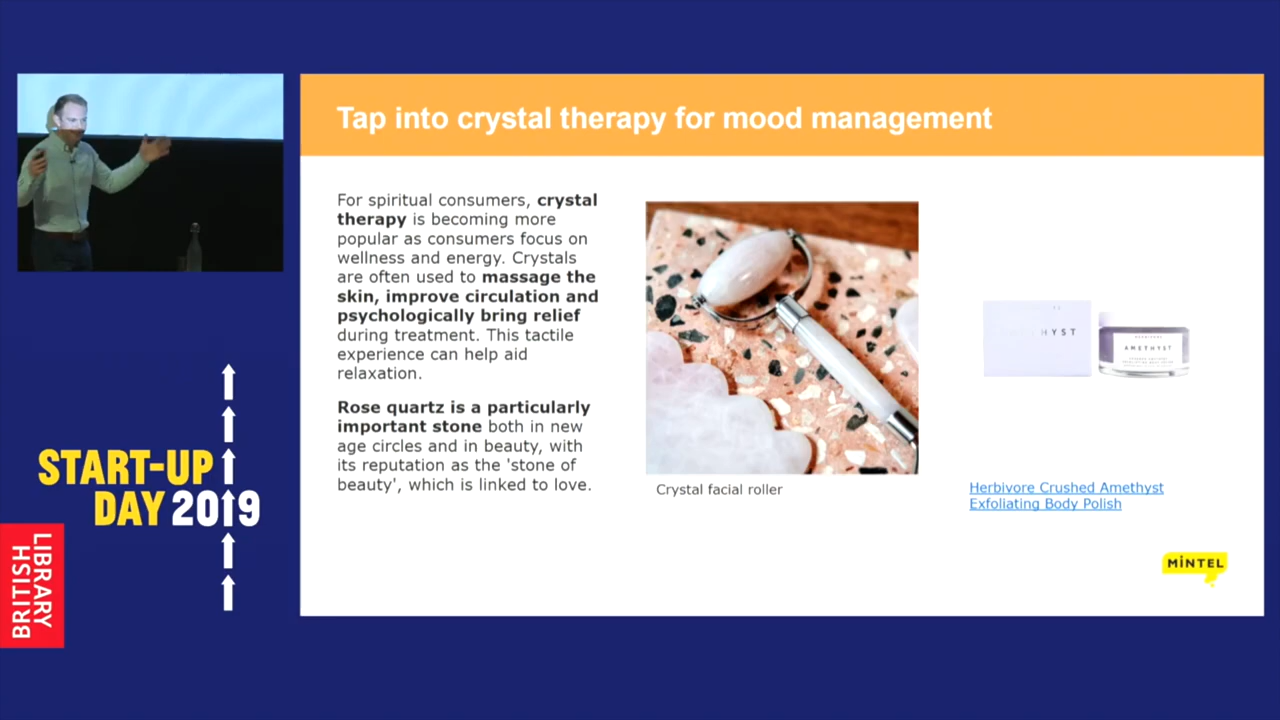 Tap into crystal therapy for mood management
For spiritual consumers, crystal
therapy is becoming more
popular as consumers focus on
wellness and energy. Crystals
are often used to massage the
skin, improve circulation and
psychologically bring relief
during treatment. This tactile
experience can help aid
relaxation.
Rose quartz is a particularly
important stone both in new
age circles and in beauty, with
its reputation as the 'stone of
beauty', which is linked to love.
Crystal facial roller
HYST
AMETHYST
Herbivore Crushed Amethyst
Exfoliating Body Polish
MiNTEL
START-UP
DAY 2019
BRITISH
LIBRARY